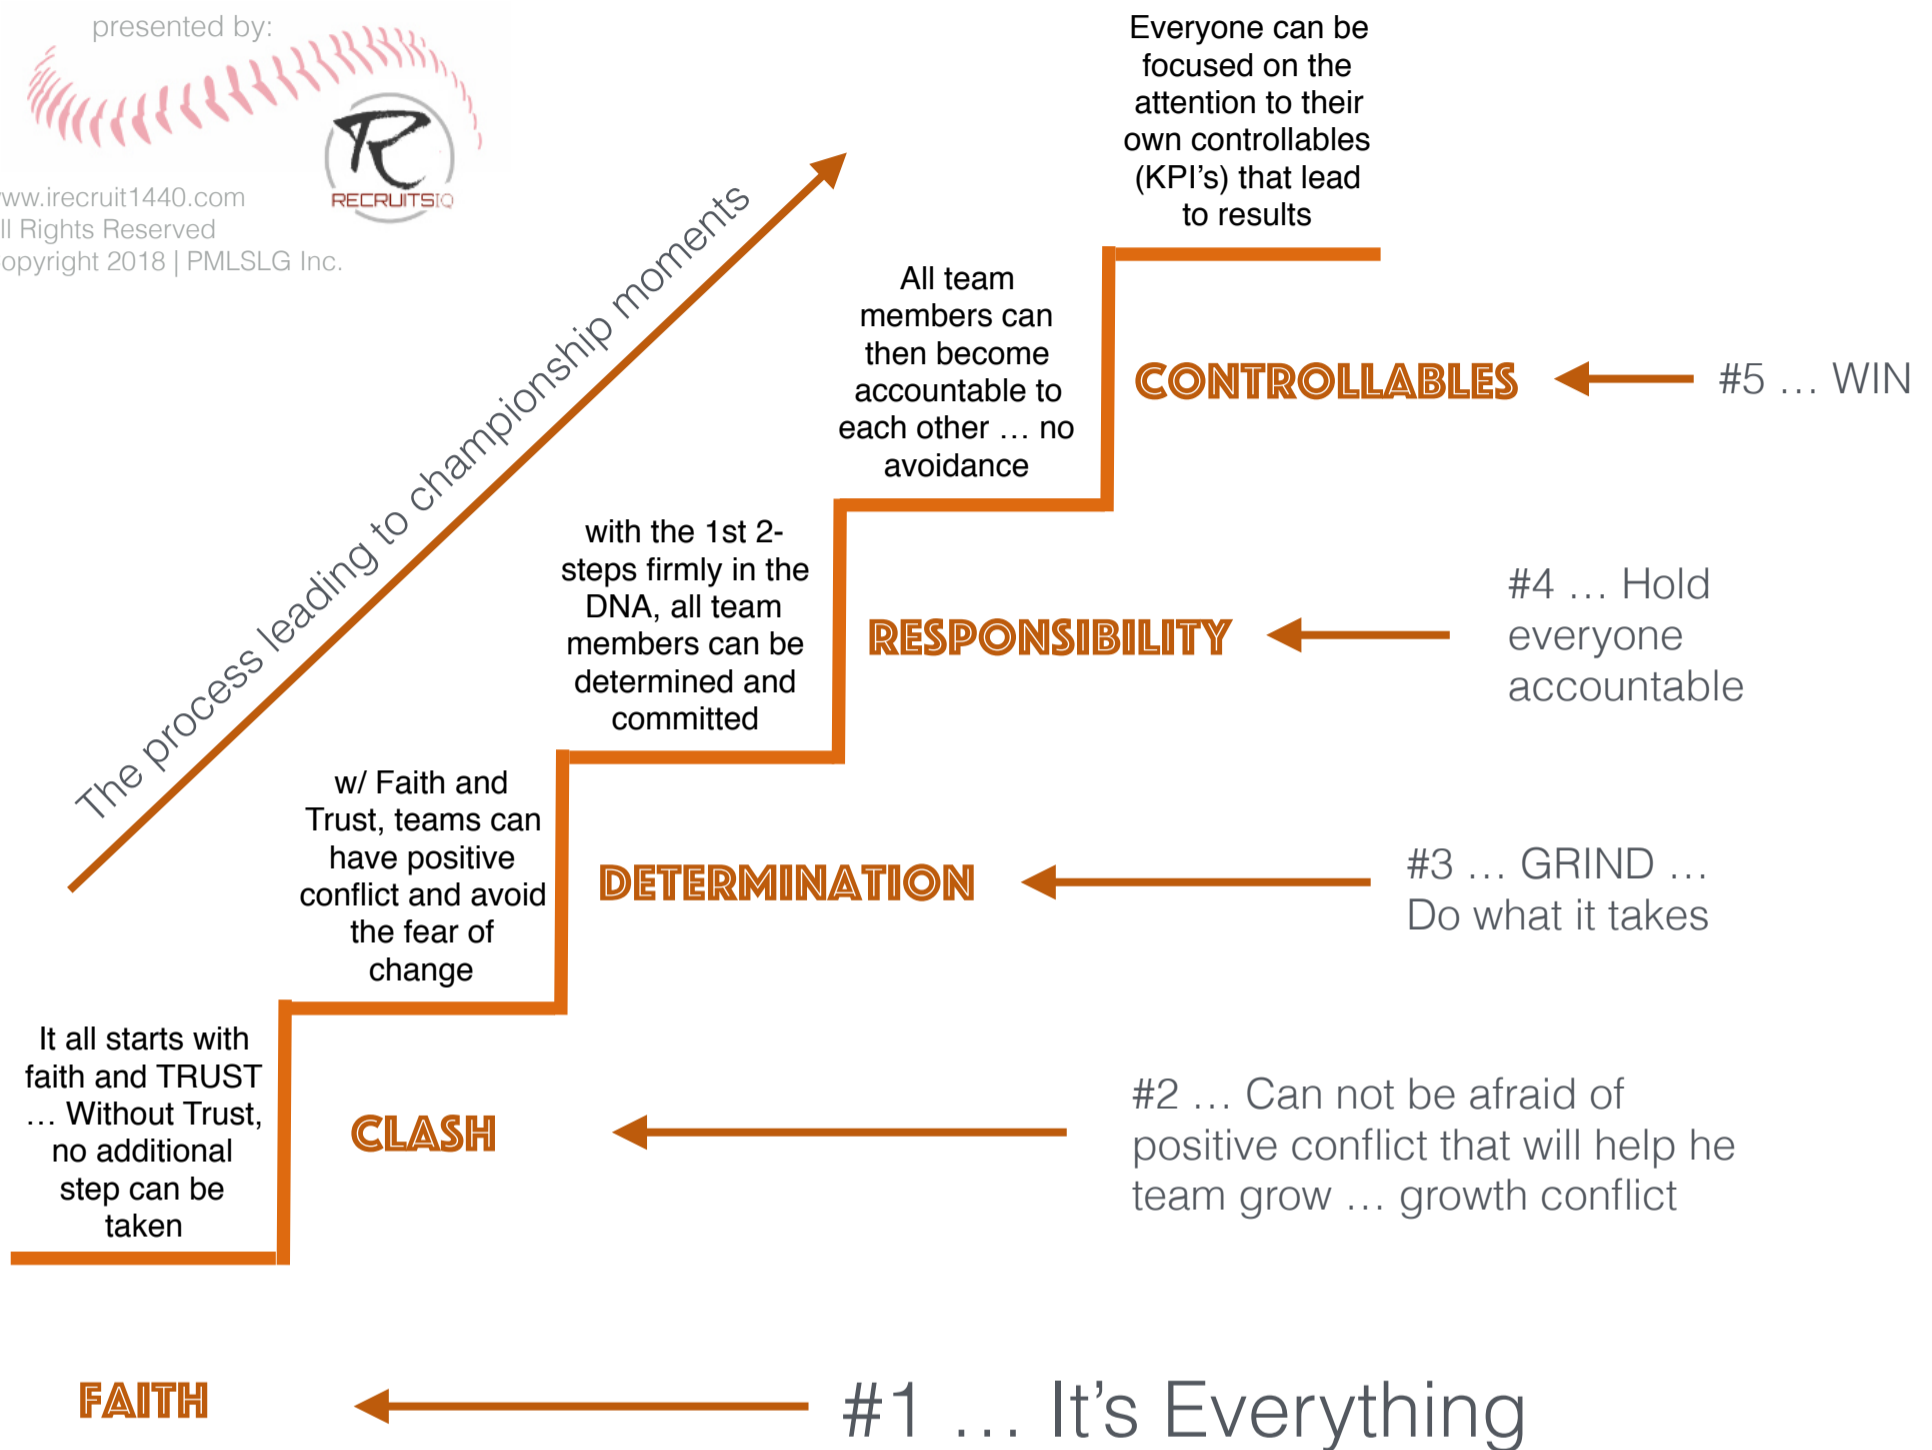 presented by:
RECRUITSIQ
www.irecruit1440.com
ll Rights Reserved
opyright 2018 | PMLSLG Inc.
The process leading to championship moments
Everyone can be
focused on the
attention to their
own controllables
(KPI's) that lead
to results
CONTROLLABLES
#5 … WIN
All team
members can
then become
accountable to
each other … no
avoidance
RESPONSIBILITY
#4 … Hold
everyone
accountable
with the 1st 2-
steps firmly in the
DNA, all team
members can be
determined and
committed
DETERMINATION
#3 … GRIND …
Do what it takes
w/ Faith and
Trust, teams can
have positive
conflict and avoid
the fear of
change
CLASH
#2 … Can not be afraid of
positive conflict that will help he
team grow … growth conflict
It all starts with
faith and TRUST
… Without Trust,
no additional
step can be
taken
FAITH
#1 … It's Everything